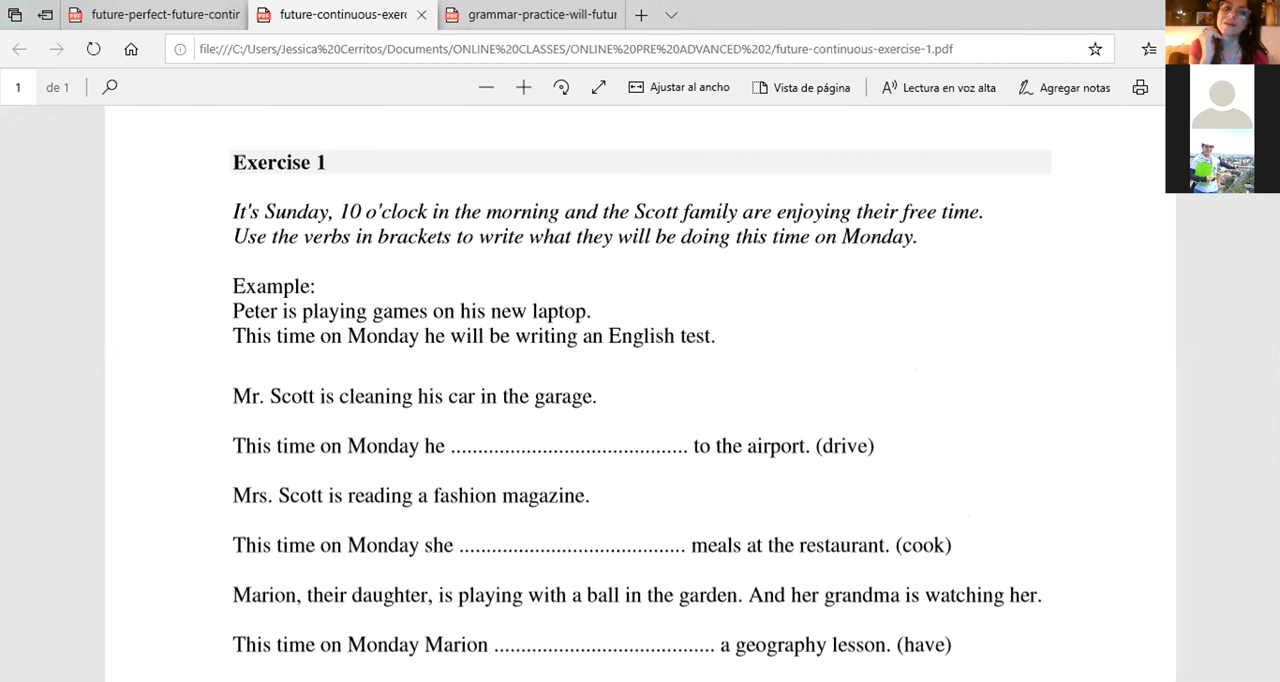 future-perfect-future-contir
future-continuous-exerc
grammar-practice-will-futur
file:///C:/Users/Jessica%20Cerritos/Documents/ONLINE%20CLASSES/ONLINE%20PRE%20ADVANCED%202/future-continuous-exercise-1.pdf
1 de 1
Ajustar al ancho
Vista de página
Lectura en voz alta
Agregar notas
Exercise 1
It's Sunday, 10 o'clock in the morning and the Scott family are enjoying their free time.
Use the verbs in brackets to write what they will be doing this time on Monday.
Example:
Peter is playing games on his new laptop.
This time on Monday he will be writing an English test.
Mr. Scott is cleaning his car in the garage.
This time on Monday he ............................................ to the airport. (drive)
Mrs. Scott is reading a fashion magazine.
This time on Monday she .......................................... meals at the restaurant. (cook)
Marion, their daughter, is playing with a ball in the garden. And her grandma is watching her.
This time on Monday Marion ......................................... a geography lesson. (have)